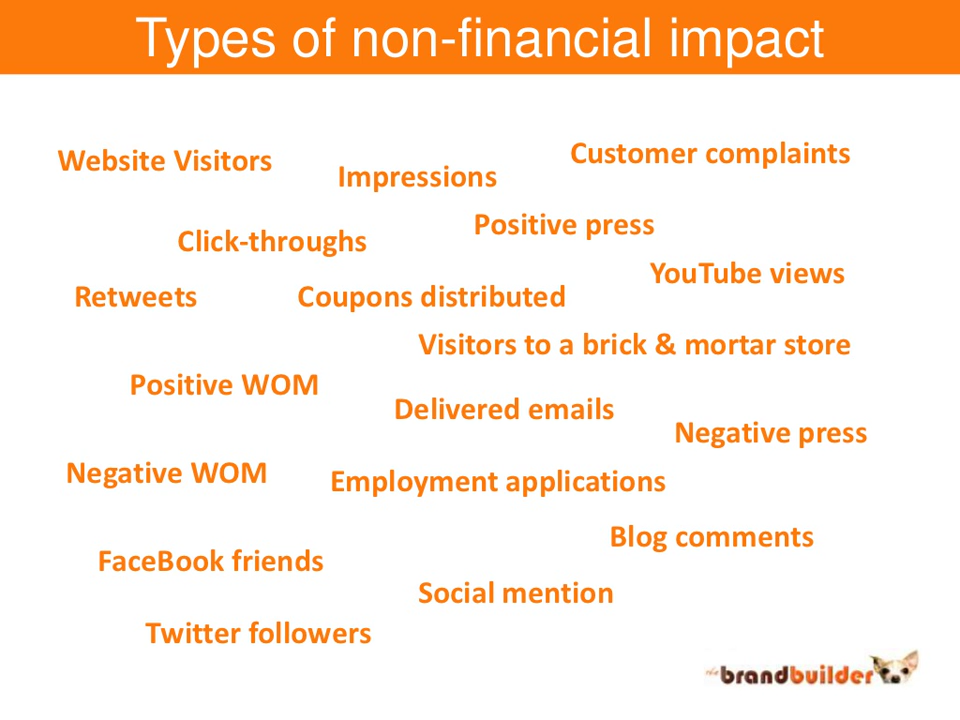 Types of non-financial impact
Website Visitors
Impressions
Customer complaints
Click-throughs
Positive press
YouTube views
Retweets
Coupons distributed
Visitors to a brick & mortar store
Positive WOM
Delivered emails
Negative press
Negative WOM
Employment applications
Blog comments
FaceBook friends
Social mention
Twitter followers
the brandbuilder